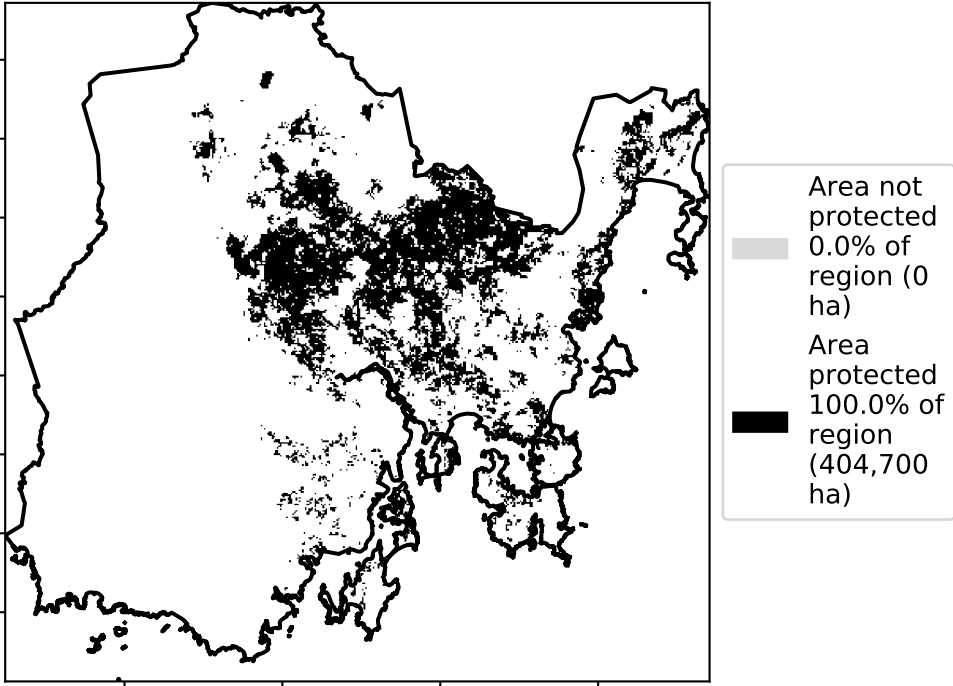 Area not
protected
0.0% of
region (0
ha)
Area
protected
100.0% of
region
(404,700
ha)